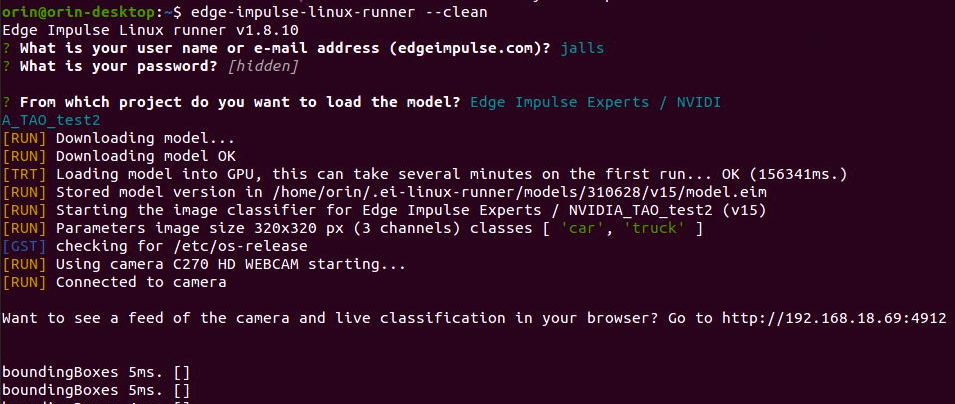 orin@orin-desktop:~$ edge-impulse-linux-runner --clean
Edge Impulse Linux runner v1.8.10
? What is your user name or e-mail address (edgeimpulse.com)? jalls
? What is your password? [hidden]
? From which project do you want to load the model? Edge Impulse Experts / NVIDI
A_TAO_test2
[RUN] Downloading model...
[RUN] Downloading model OK
[TRT] Loading model into GPU, this can take several minutes on the first run... OK (156341ms.)
[RUN] Stored model version in /home/orin/.ei-linux-runner/models/310628/v15/model.eim
[RUN] Starting the image classifier for Edge Impulse Experts / NVIDIA_TAO_test2 (v15)
[RUN] Parameters image size 320x320 px (3 channels) classes [ 'car', 'truck' ]
[GST] checking for /etc/os-release
[RUN] Using camera C270 HD WEBCAM starting...
[RUN] Connected to camera
Want to see a feed of the camera and live classification in your browser? Go to http://192.168.18.69:4912
boundingBoxes 5ms. []
boundingBoxes 5ms. []